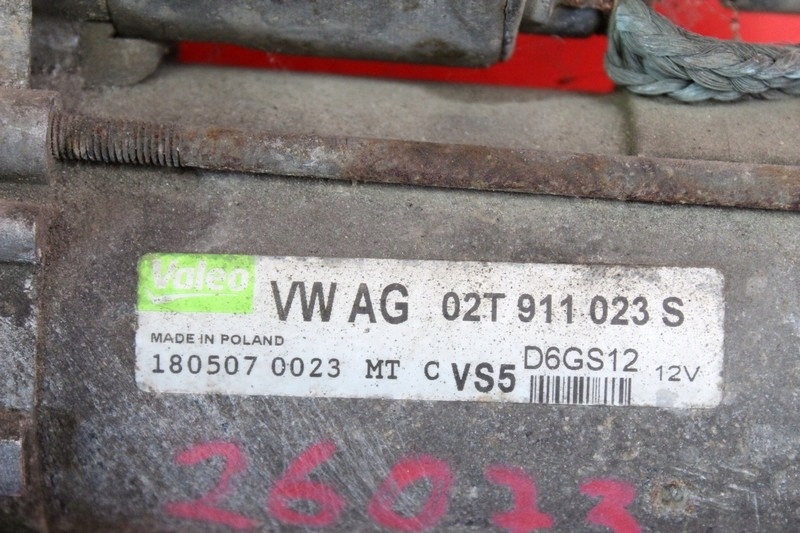 Valeo VW AG 02T 911 023 S
MADE IN POLAND
180507 0023 MT C VS5 D6GS12 12V
26023